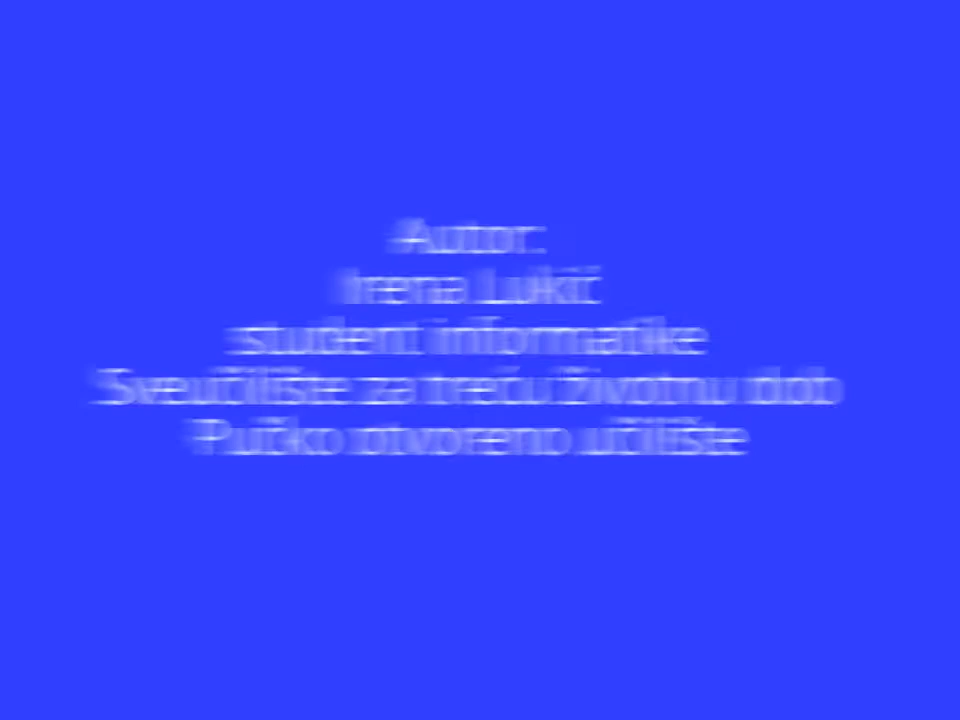 Autor:
Irena Lukić
student informatike
Sveučilište za treću životnu dob
Pučko otvoreno učilište